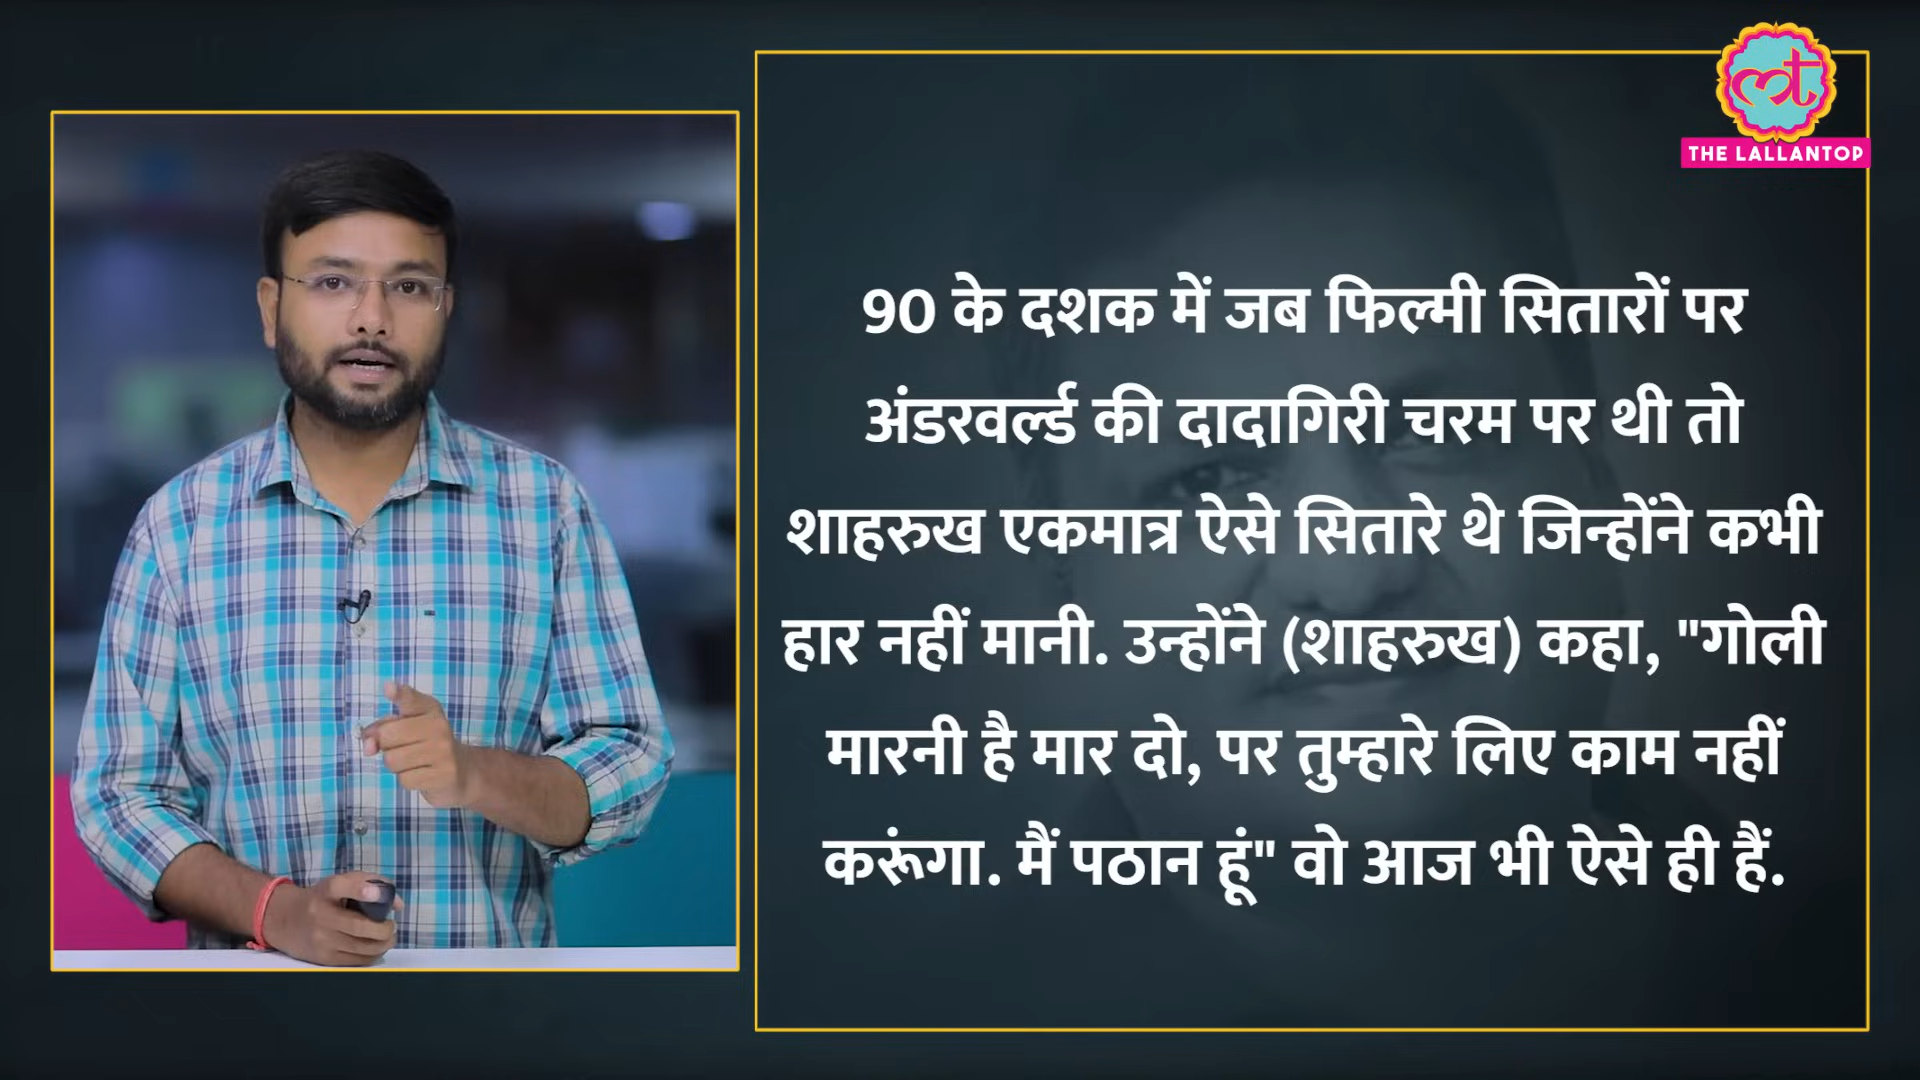 THE LALLANTOP
90 के दशक में जब फिल्मी सितारों पर
अंडरवर्ल्ड की दादागिरी चरम पर थी तो
शाहरुख एकमात्र ऐसे सितारे थे जिन्होंने कभी
हार नहीं मानी. उन्होंने (शाहरुख) कहा, "गोली
मारनी है मार दो, पर तुम्हारे लिए काम नहीं
करूंगा. मैं पठान हूं" वो आज भी ऐसे ही हैं.